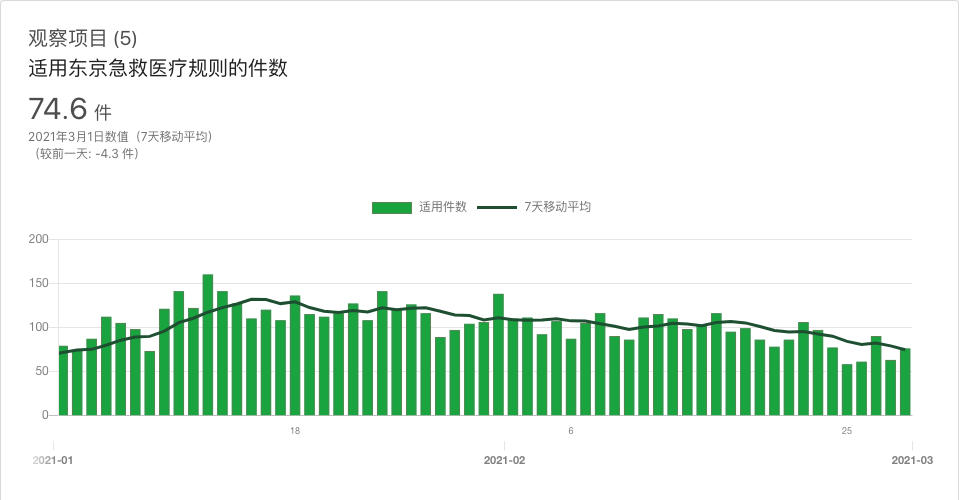 观察项目 (5)
适用东京急救医疗规则的件数
74.6 件
2021年3月1日数值（7天移动平均）
（较前一天: -4.3 件）
适用件数 7天移动平均
200
150
100
50
0
18 6 25
2021-01 2021-02 2021-03